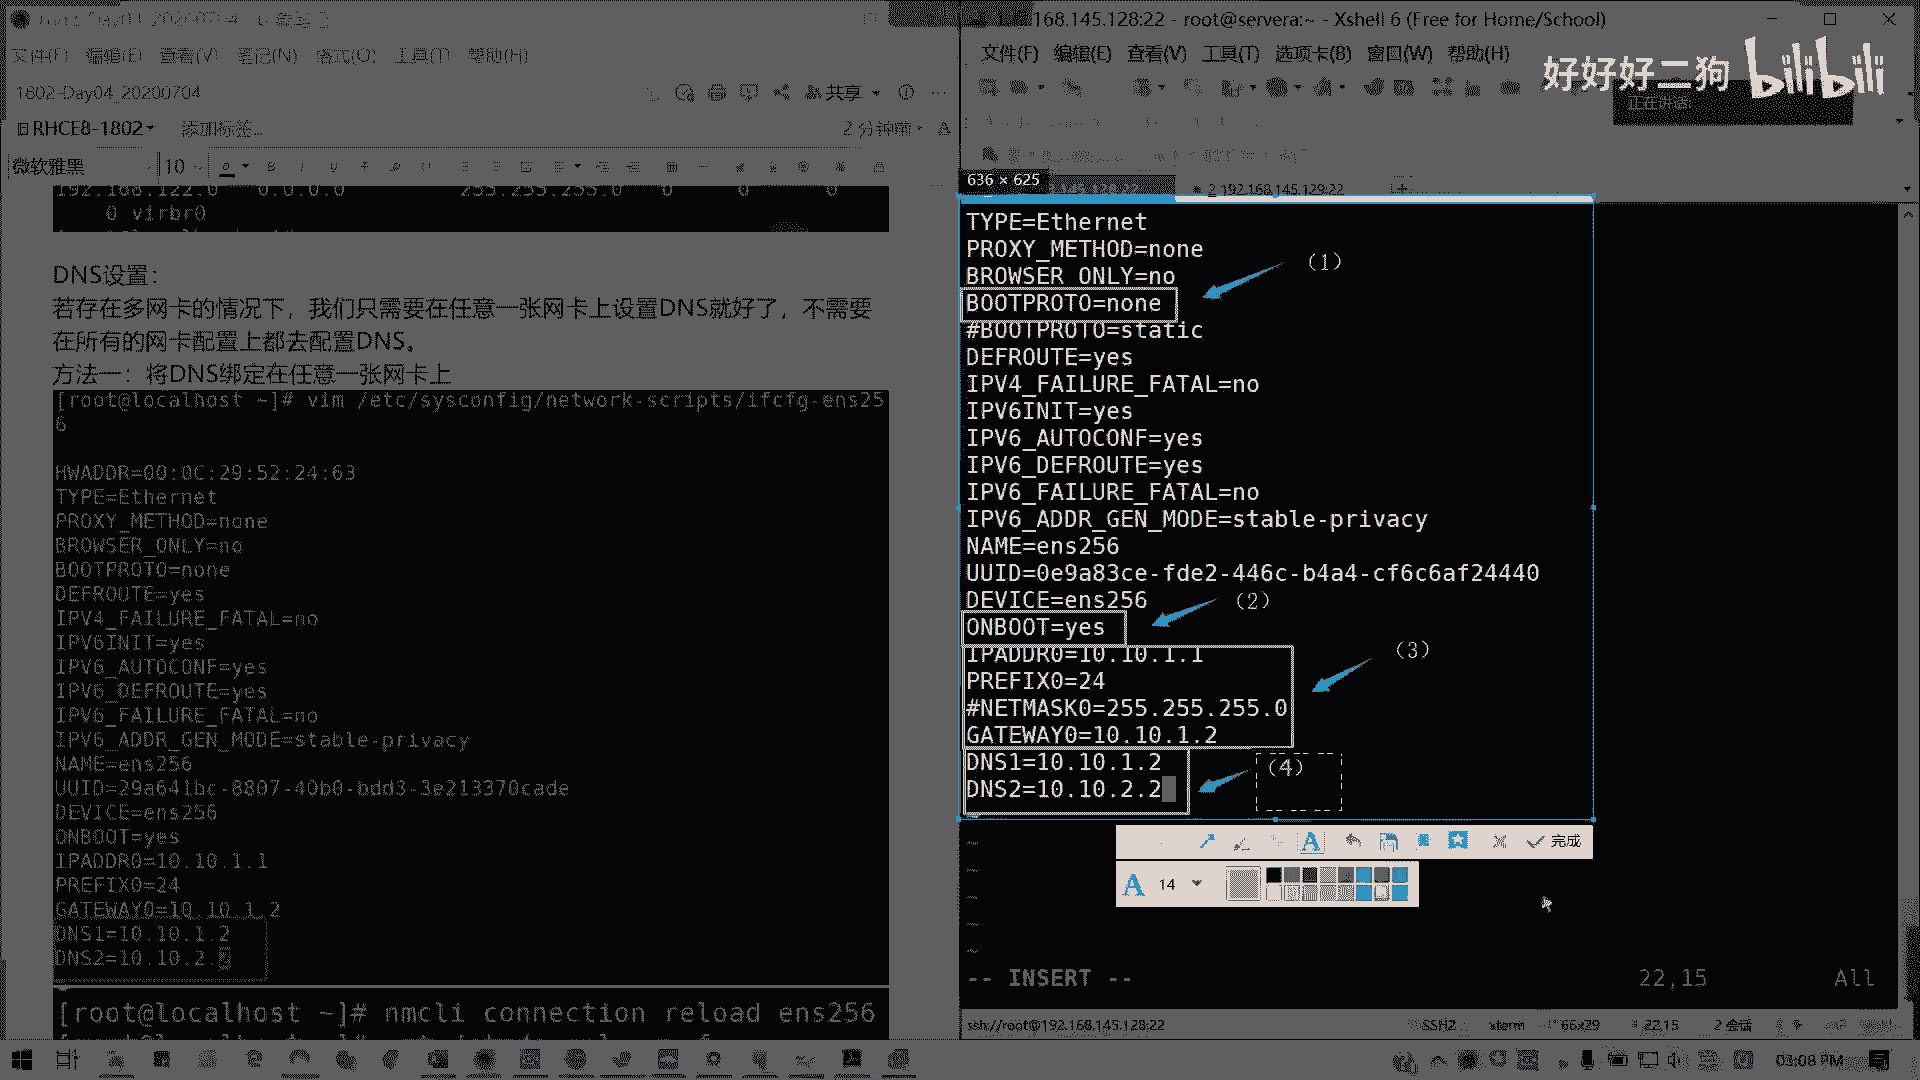 文件(F) 编辑(E) 查看(V) 笔记(N) 格式(O) 工具(T) 帮助(H)
1802-Day04_20200704
共享
RHCE8-1802
添加标签...
2 分钟前
微软雅黑
10
192.168.122.0 0.0.0.0 255.255.255.0 0 0 0
0 virbr0
DNS设置：
若存在多网卡的情况下，我们只需要在任意一张网卡上设置DNS就好了，不需要
在所有的网卡配置上都去配置DNS。
方法一：将DNS绑定在任意一张网卡上
[root@localhost ~]# vim /etc/sysconfig/network-scripts/ifcfg-ens25
6
HWADDR=00:0C:29:52:24:63
TYPE=Ethernet
PROXY_METHOD=none
BROWSER_ONLY=no
BOOTPROTO=none
DEFROUTE=yes
IPV4_FAILURE_FATAL=no
IPV6INIT=yes
IPV6_AUTOCONF=yes
IPV6_DEFROUTE=yes
IPV6_FAILURE_FATAL=no
IPV6_ADDR_GEN_MODE=stable-privacy
NAME=ens256
UUID=29a641bc-8807-40b0-bdd3-3e213370cade
DEVICE=ens256
ONBOOT=yes
IPADDR0=10.10.1.1
PREFIX0=24
GATEWAY0=10.10.1.2
DNS1=10.10.1.2
DNS2=10.10.2.2
[root@localhost ~]# nmcli connection reload ens256
168.145.128:22 - root@servera:~ - Xshell 6 (Free for Home/School)
文件(F) 编辑(E) 查看(V) 工具(T) 选项卡(B) 窗口(W) 帮助(H)
好好好二狗 bilibili
正在讲话:
636 × 625
2 192.168.145.129:22
TYPE=Ethernet
PROXY_METHOD=none
BROWSER_ONLY=no
(1)
BOOTPROTO=none
#BOOTPROTO=static
DEFROUTE=yes
IPV4_FAILURE_FATAL=no
IPV6INIT=yes
IPV6_AUTOCONF=yes
IPV6_DEFROUTE=yes
IPV6_FAILURE_FATAL=no
IPV6_ADDR_GEN_MODE=stable-privacy
NAME=ens256
UUID=0e9a83ce-fde2-446c-b4a4-cf6c6af24440
DEVICE=ens256
(2)
ONBOOT=yes
IPADDR0=10.10.1.1
(3)
PREFIX0=24
#NETMASK0=255.255.255.0
GATEWAY0=10.10.1.2
DNS1=10.10.1.2
(4)
DNS2=10.10.2.2
完成
A 14
-- INSERT -- 22,15 All
ssh://root@192.168.145.128:22 SSH2 xterm 66x29 22,15 2 会话
03:08 PM